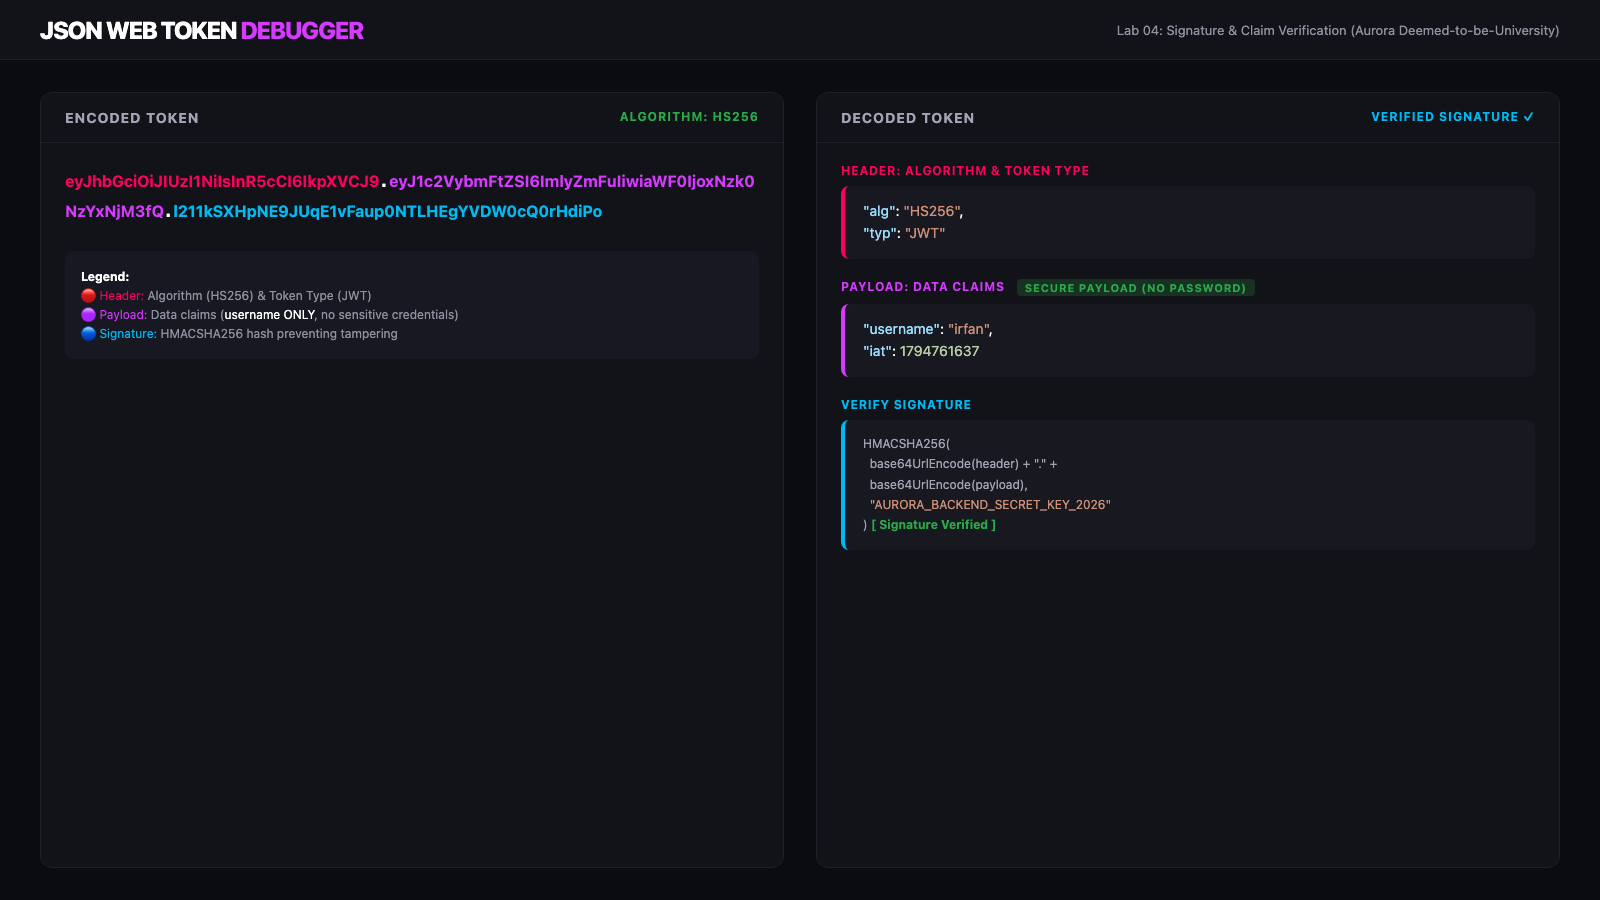 JSON WEB TOKEN DEBUGGER
Lab 04: Signature & Claim Verification (Aurora Deemed-to-be-University)
ENCODED TOKEN
ALGORITHM: HS256
eyJhbGciOiJIUzI1NiIsInR5cCI6IkpXVCJ9.eyJ1c2VybmFtZSI6ImlyZmFuIiwiaWF0IjoxNzk0
NzYxNjM3fQ.l211kSXHpNE9JUqE1vFaup0NTLHEgYVDW0cQ0rHdiPo
Legend:
🔴 Header: Algorithm (HS256) & Token Type (JWT)
🟣 Payload: Data claims (username ONLY, no sensitive credentials)
🔵 Signature: HMACSHA256 hash preventing tampering
DECODED TOKEN
VERIFIED SIGNATURE ✓
HEADER: ALGORITHM & TOKEN TYPE
"alg": "HS256",
"typ": "JWT"
PAYLOAD: DATA CLAIMS SECURE PAYLOAD (NO PASSWORD)
"username": "irfan",
"iat": 1794761637
VERIFY SIGNATURE
HMACSHA256(
base64UrlEncode(header) + "." +
base64UrlEncode(payload),
"AURORA_BACKEND_SECRET_KEY_2026"
) [ Signature Verified ]